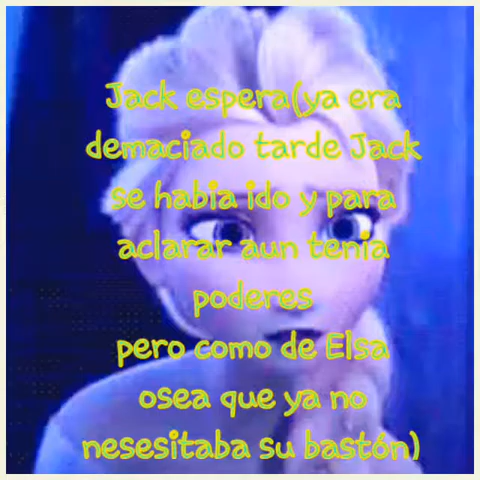 Jack espera(ya era
demaciado tarde Jack
se habia ido y para
aclarar aun tenia
poderes
pero como de Elsa
osea que ya no
nesesitaba su bastón)